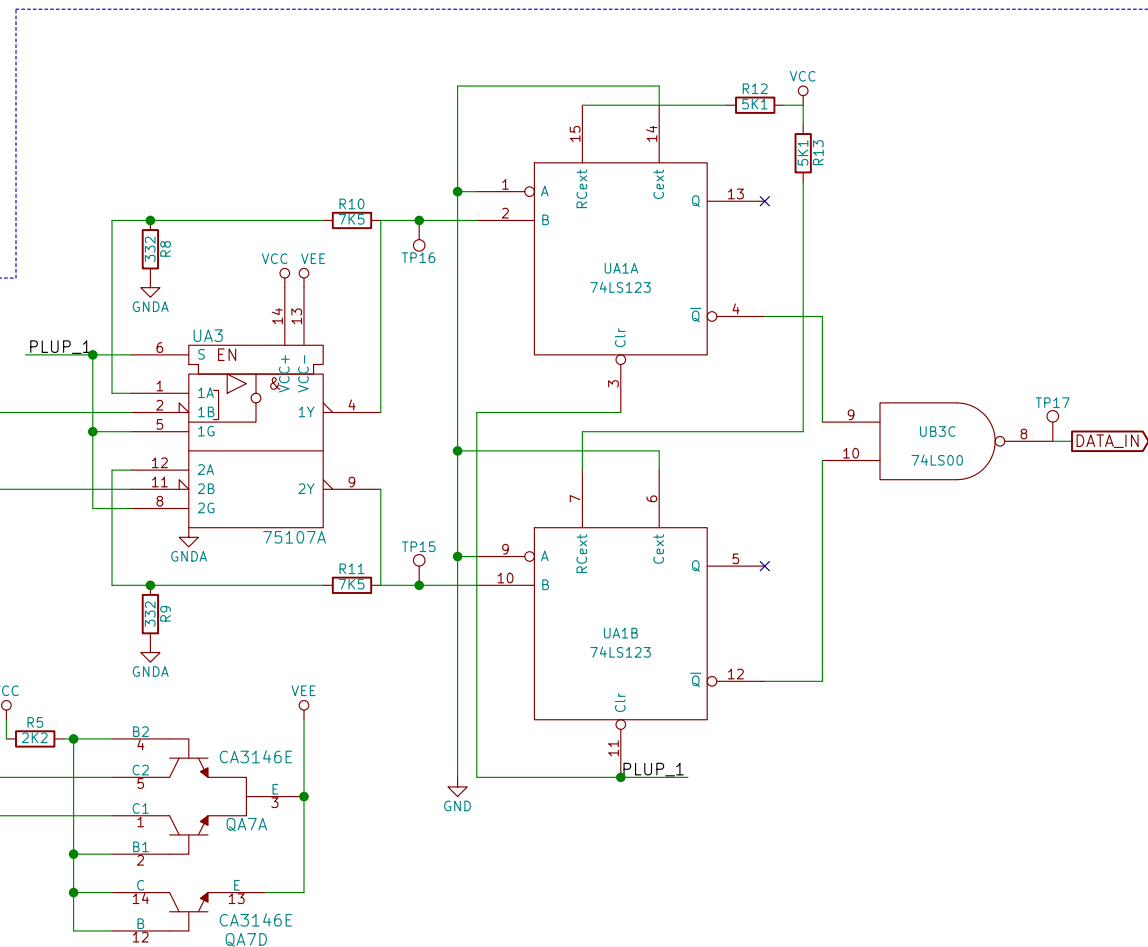 VCC
R12
5K1
5K1
R13
15
14
RCext
Cext
1
A
Q
13
2
B
R10
7K5
TP16
332
R8
GNDA
UA1A
74LS123
VCC
VEE
14
13
Q
4
Clr
3
UA3
PLUP_1
6
S
EN
VCC+
VCC-
&
1
1A
2
1B
1Y
4
5
1G
12
2A
11
2B
2Y
9
8
2G
75107A
GNDA
9
10
UB3C
74LS00
8
TP17
DATA_IN
7
6
RCext
Cext
TP15
9
A
Q
5
10
B
R11
7K5
332
R9
GNDA
UA1B
74LS123
Q
12
Clr
11
PLUP_1
GND
CC
R5
2K2
VEE
B2
4
CA3146E
C2
5
E
3
C1
1
QA7A
B1
2
C
14
E
13
CA3146E
B
12
QA7D